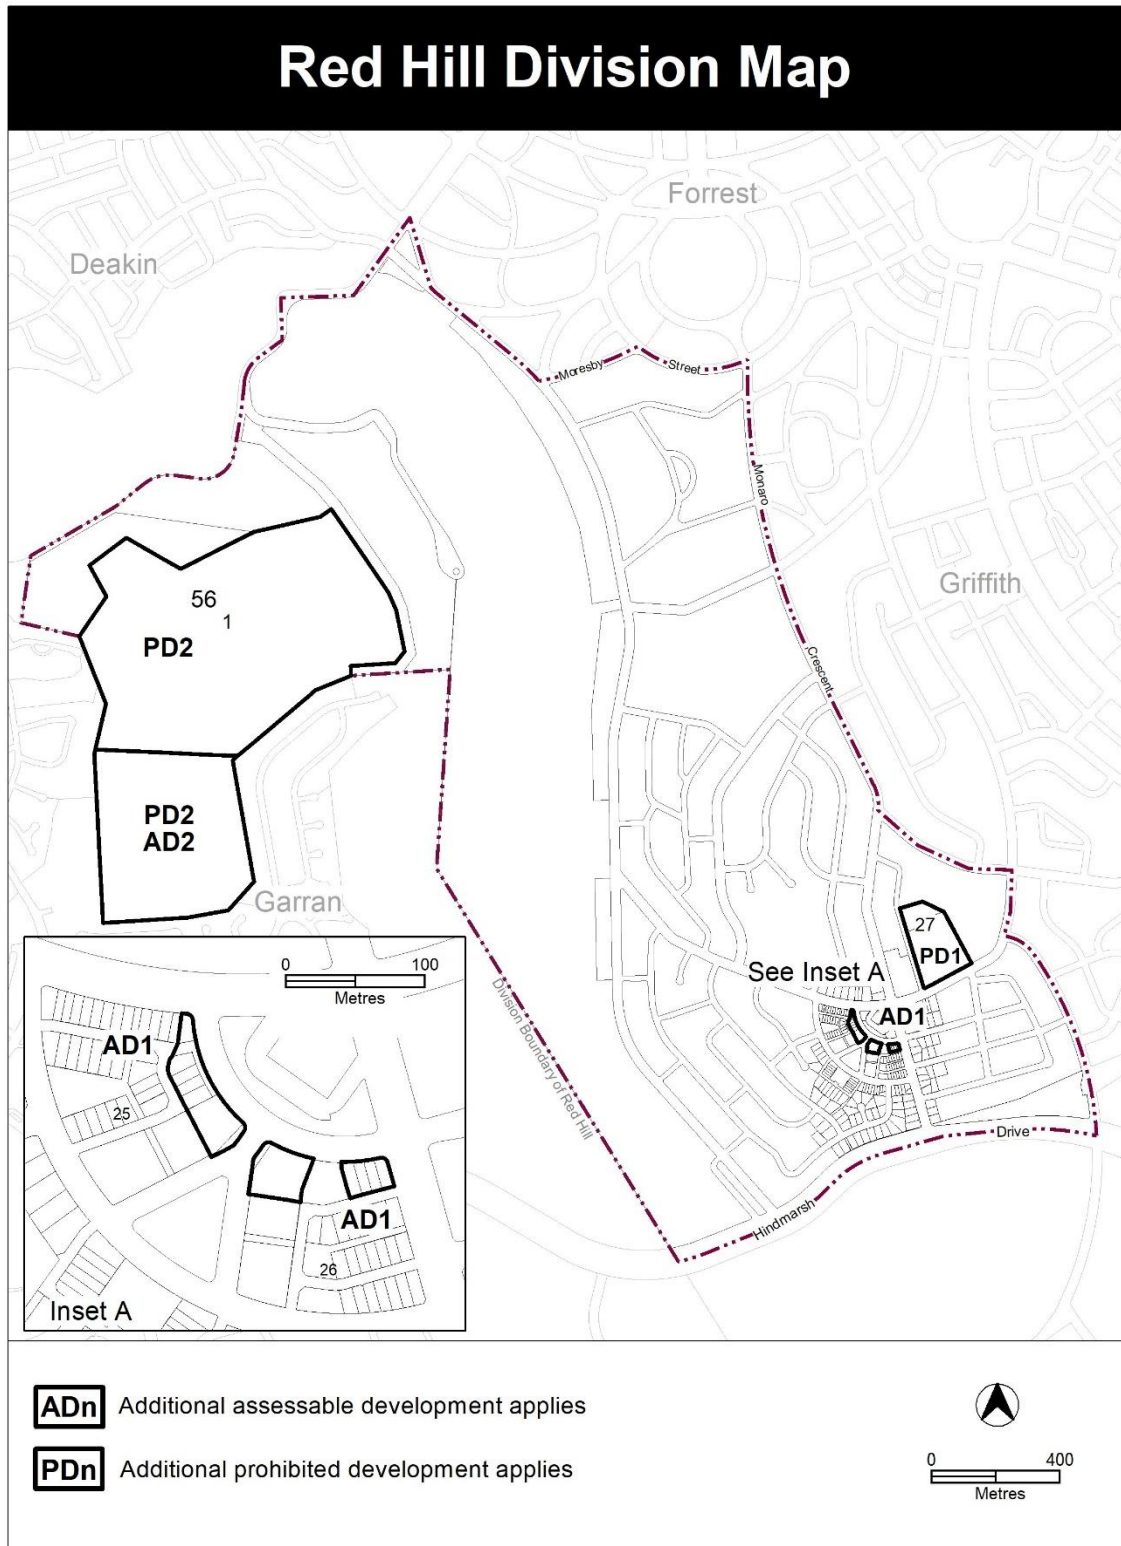 Red Hill Division Map
Forrest
Deakin
Moresby
Street
Monaro
Griffith
56
1
PD2
Crescent
PD2
AD2
Garran
27
PD1
See Inset A
AD1
Division Boundary of Red Hill
Drive
Hindmarsh
0 100
Metres
AD1
25
AD1
26
Inset A
ADn Additional assessable development applies
PDn Additional prohibited development applies
0 400
Metres